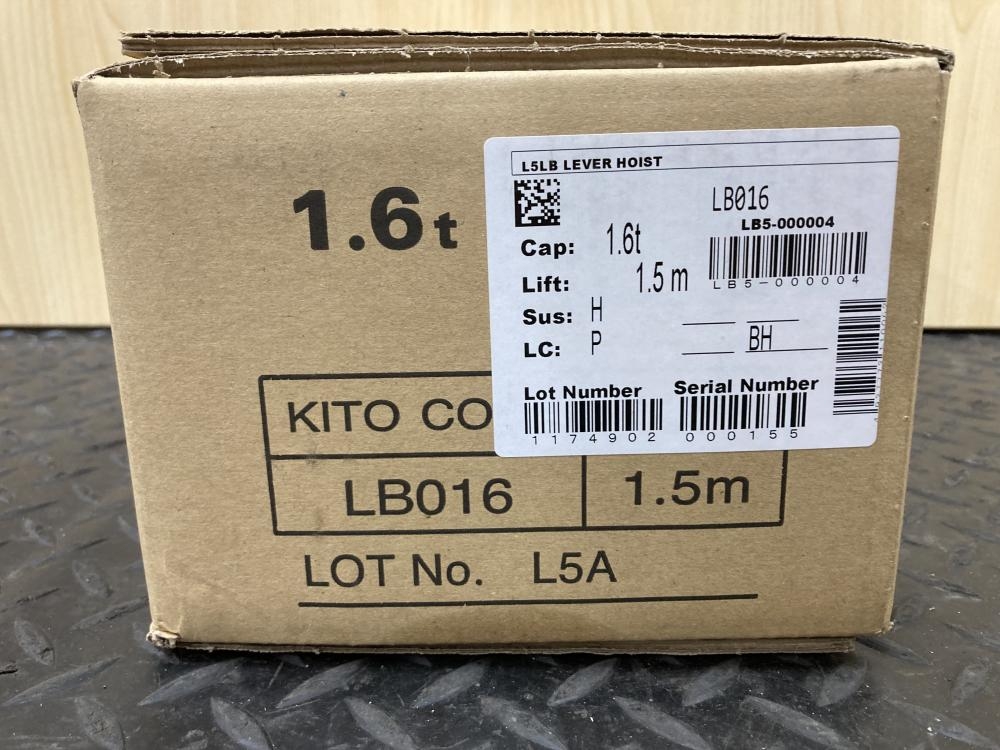 1.6t
L5LB LEVER HOIST
LB016
LB5-000004
Cap: 1.6t
Lift: 1.5 m
LB5-000004
Sus: H
LC: P BH
Lot Number Serial Number
1174902 000155
KITO CO
LB016 1.5m
LOT No. L5A